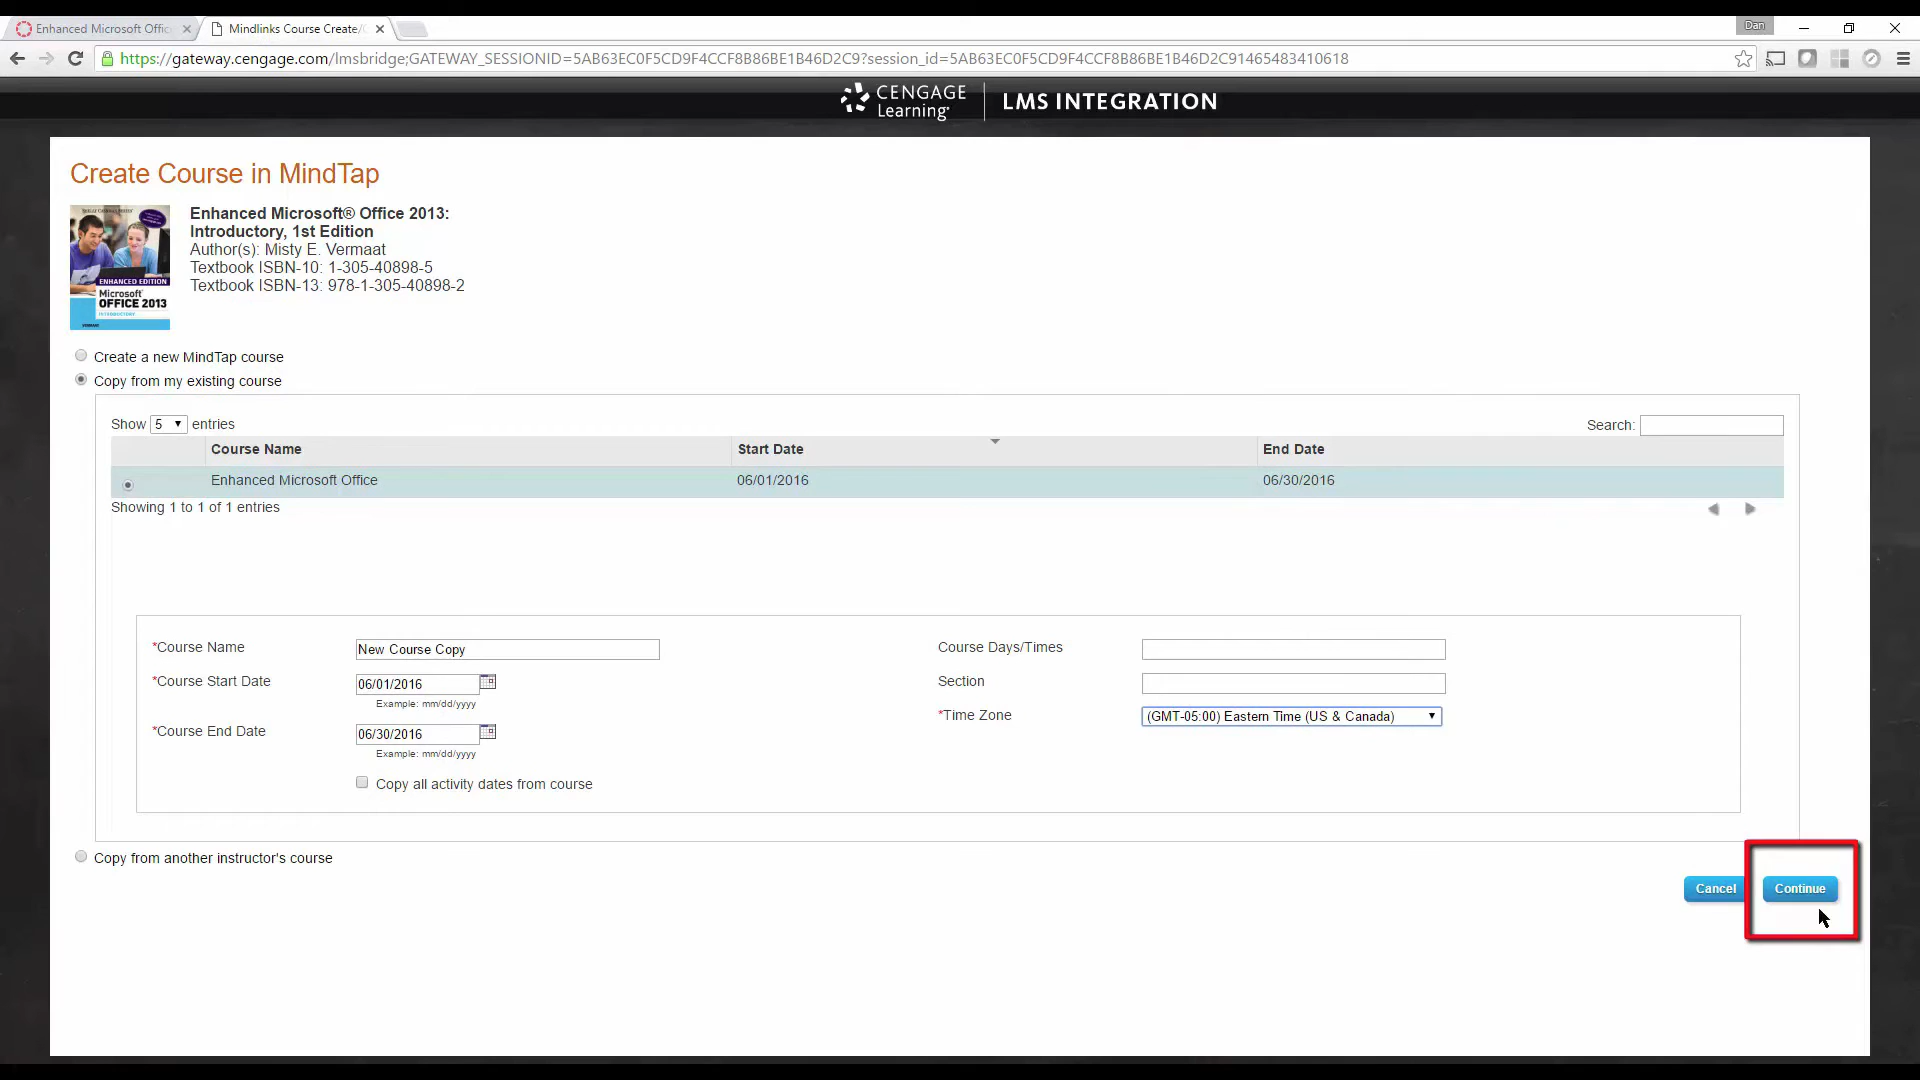 Enhanced Microsoft Offic
Mindlinks Course Create/
Dan
https://gateway.cengage.com/lmsbridge;GATEWAY_SESSIONID=5AB63EC0F5CD9F4CCF8B86BE1B46D2C9?session_id=5AB63EC0F5CD9F4CCF8B86BE1B46D2C91465483410618
CENGAGE Learning
LMS INTEGRATION
Create Course in MindTap
ENHANCED EDITION
Microsoft
OFFICE 2013
INTRODUCTORY
VERMAAT
Enhanced Microsoft® Office 2013:
Introductory, 1st Edition
Author(s): Misty E. Vermaat
Textbook ISBN-10: 1-305-40898-5
Textbook ISBN-13: 978-1-305-40898-2
Create a new MindTap course
Copy from my existing course
Show 5 entries
Search:
Course Name Start Date End Date
Enhanced Microsoft Office 06/01/2016 06/30/2016
Showing 1 to 1 of 1 entries
*Course Name New Course Copy Course Days/Times
*Course Start Date 06/01/2016 Section
Example: mm/dd/yyyy
*Time Zone (GMT-05:00) Eastern Time (US & Canada)
*Course End Date 06/30/2016
Example: mm/dd/yyyy
Copy all activity dates from course
Copy from another instructor's course
Cancel Continue